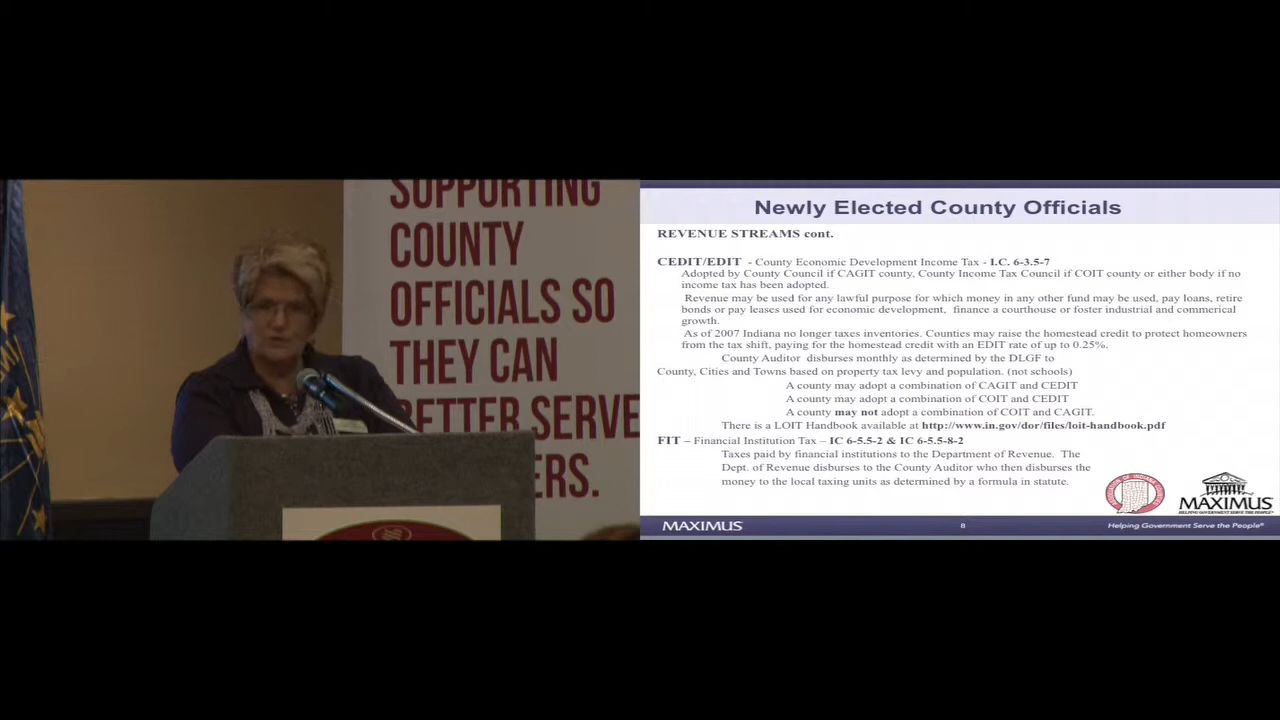 SUPPORTING
COUNTY
OFFICIALS SO
THEY CAN
BETTER SERVE
ERS.
Newly Elected County Officials
REVENUE STREAMS cont.
CEDIT/EDIT - County Economic Development Income Tax - I.C. 6-3.5-7
Adopted by County Council if CAGIT county, County Income Tax Council if COIT county or either body if no
income tax has been adopted.
Revenue may be used for any lawful purpose for which money in any other fund may be used, pay loans, retire
bonds or pay leases used for economic development, finance a courthouse or foster industrial and commerical
growth.
As of 2007 Indiana no longer taxes inventories. Counties may raise the homestead credit to protect homeowners
from the tax shift, paying for the homestead credit with an EDIT rate of up to 0.25%.
County Auditor disburses monthly as determined by the DLGF to
County, Cities and Towns based on property tax levy and population. (not schools)
A county may adopt a combination of CAGIT and CEDIT
A county may adopt a combination of COIT and CEDIT
A county may not adopt a combination of COIT and CAGIT.
There is a LOIT Handbook available at http://www.in.gov/dor/files/loit-handbook.pdf
FIT – Financial Institution Tax – IC 6-5.5-2 & IC 6-5.5-8-2
Taxes paid by financial institutions to the Department of Revenue. The
Dept. of Revenue disburses to the County Auditor who then disburses the
money to the local taxing units as determined by a formula in statute.
MAXIMUS
HELPING GOVERNMENT SERVE THE PEOPLE®
MAXIMUS
8
Helping Government Serve the People®